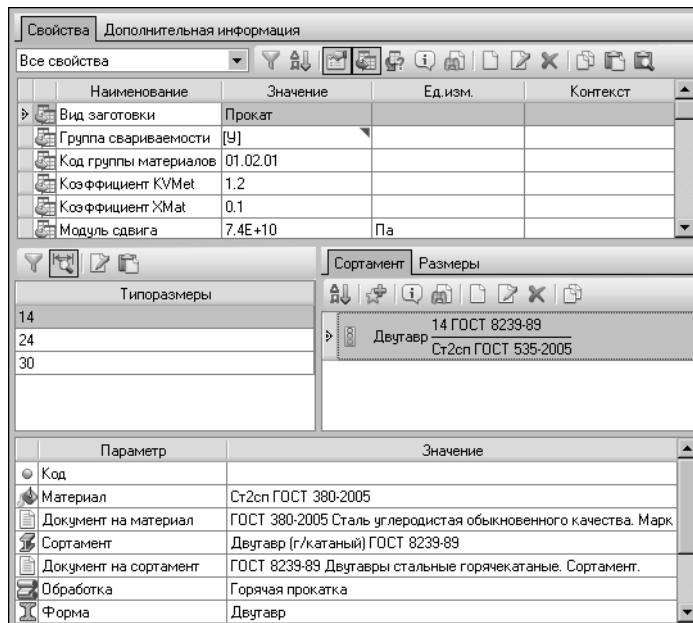 Свойства Дополнительная информация
Все свойства
Наименование Значение Ед.изм. Контекст
Вид заготовки Прокат
Группа свариваемости [У]
Код группы материалов 01.02.01
Коэффициент KVMet 1.2
Коэффициент XMat 0.1
Модуль сдвига 7.4E+10 Па
Сортамент Размеры
Типоразмеры
14
24
30
14 ГОСТ 8239-89
Двутавр
Ст2сп ГОСТ 535-2005
Параметр Значение
Код
Материал Ст2сп ГОСТ 380-2005
Документ на материал ГОСТ 380-2005 Сталь углеродистая обыкновенного качества. Марк
Сортамент Двутавр (г/катаный) ГОСТ 8239-89
Документ на сортамент ГОСТ 8239-89 Двутавры стальные горячекатаные. Сортамент.
Обработка Горячая прокатка
Форма Двутавр